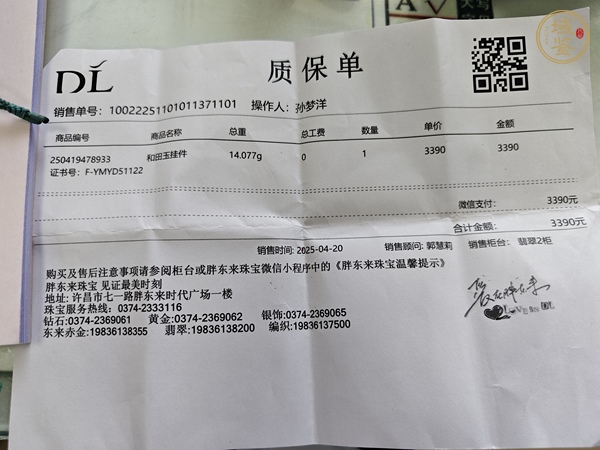 DL
质保单
销售单号：10022251101011371101 操作人：孙梦洋
商品编号 商品名称 总重 总工费 数量 单价 金额
250419478933 和田玉挂件 14.077g 0 1 3390 3390
证书号：F-YMYD51122
微信支付： 3390元
合计金额： 3390元
销售时间：2025-04-20 销售顾问：郭慧莉 销售柜台：翡翠2柜
购买及售后注意事项请参阅柜台或胖东来珠宝微信小程序中的《胖东来珠宝温馨提示》
胖东来珠宝 见证最美时刻
地址：许昌市七一路胖东来时代广场一楼
珠宝服务热线：0374-2333116
钻石：0374-2369061 黄金：0374-2369062 银饰：0374-2369065
东来赤金：19836138355 翡翠：19836138200 编织：19836137500
爱在胖东来